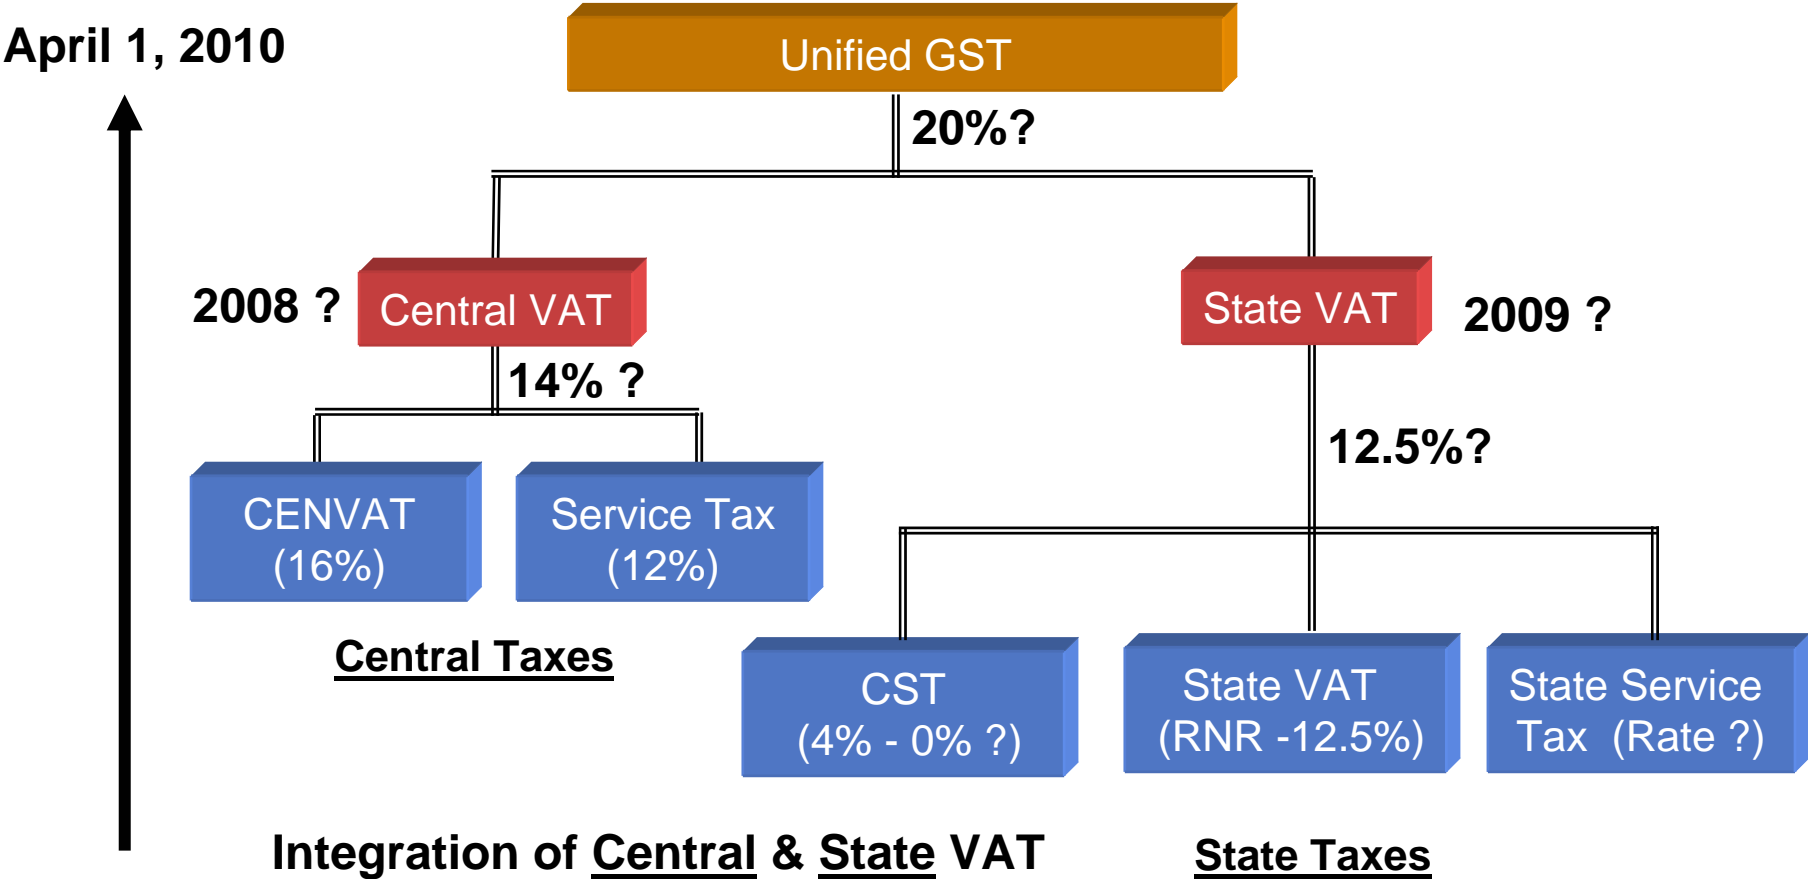 April 1, 2010
Unified GST
20%?
2008 ?
Central VAT
State VAT
2009 ?
14% ?
12.5%?
CENVAT
(16%)
Service Tax
(12%)
Central Taxes
CST
(4% - 0% ?)
State VAT
(RNR -12.5%)
State Service
Tax (Rate ?)
Integration of Central & State VAT
State Taxes